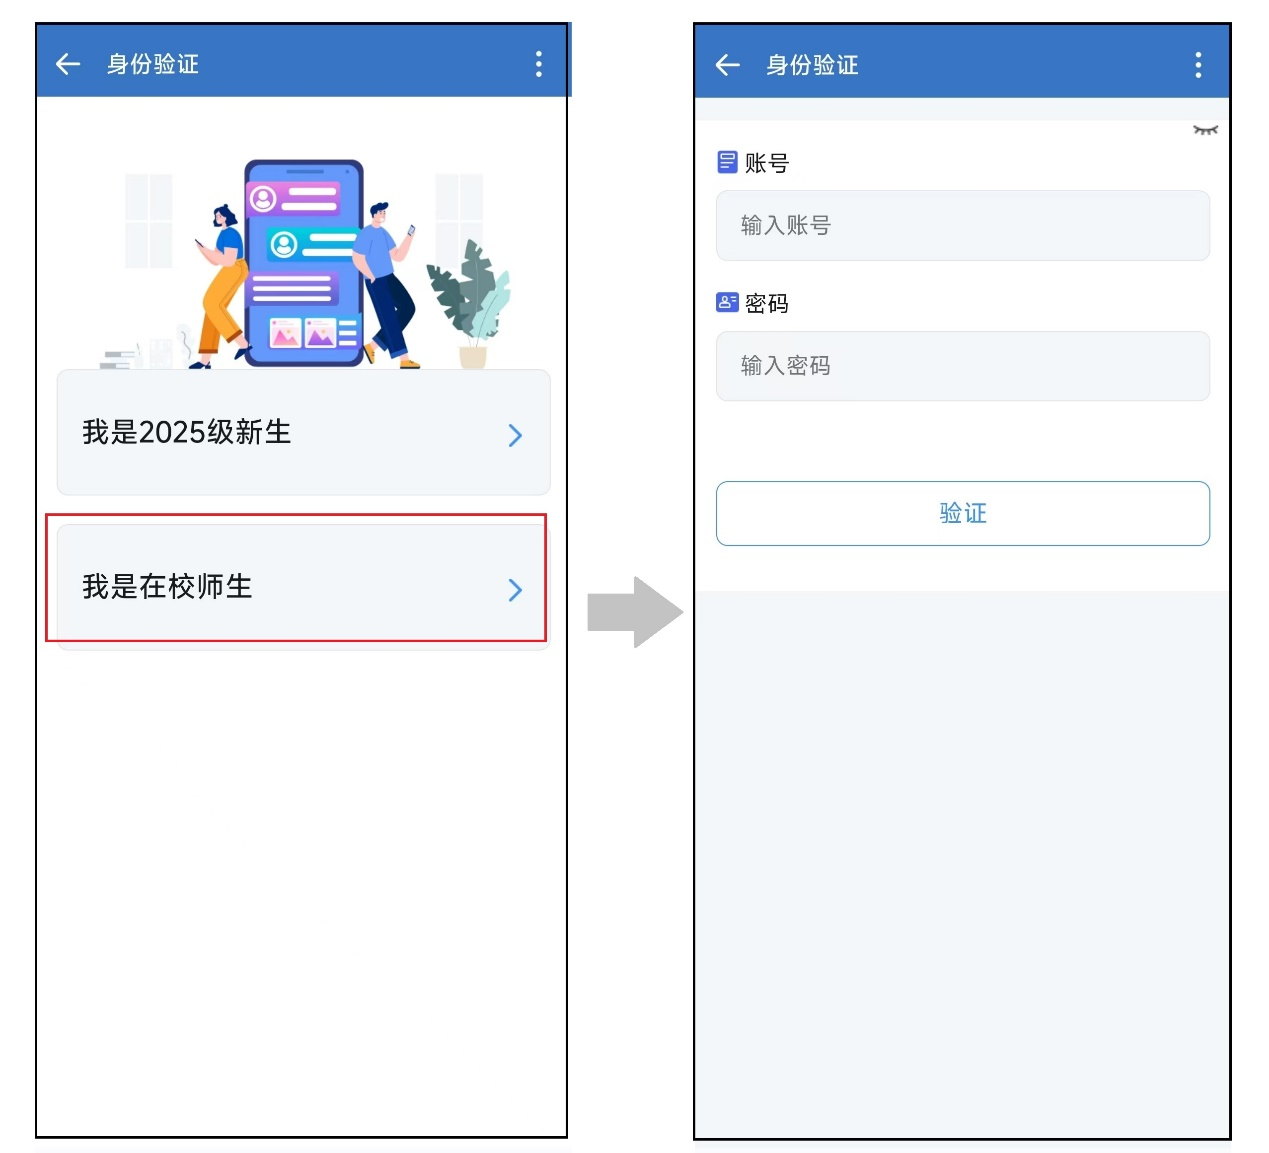 身份验证
我是2025级新生
我是在校师生
身份验证
账号
输入账号
密码
输入密码
验证